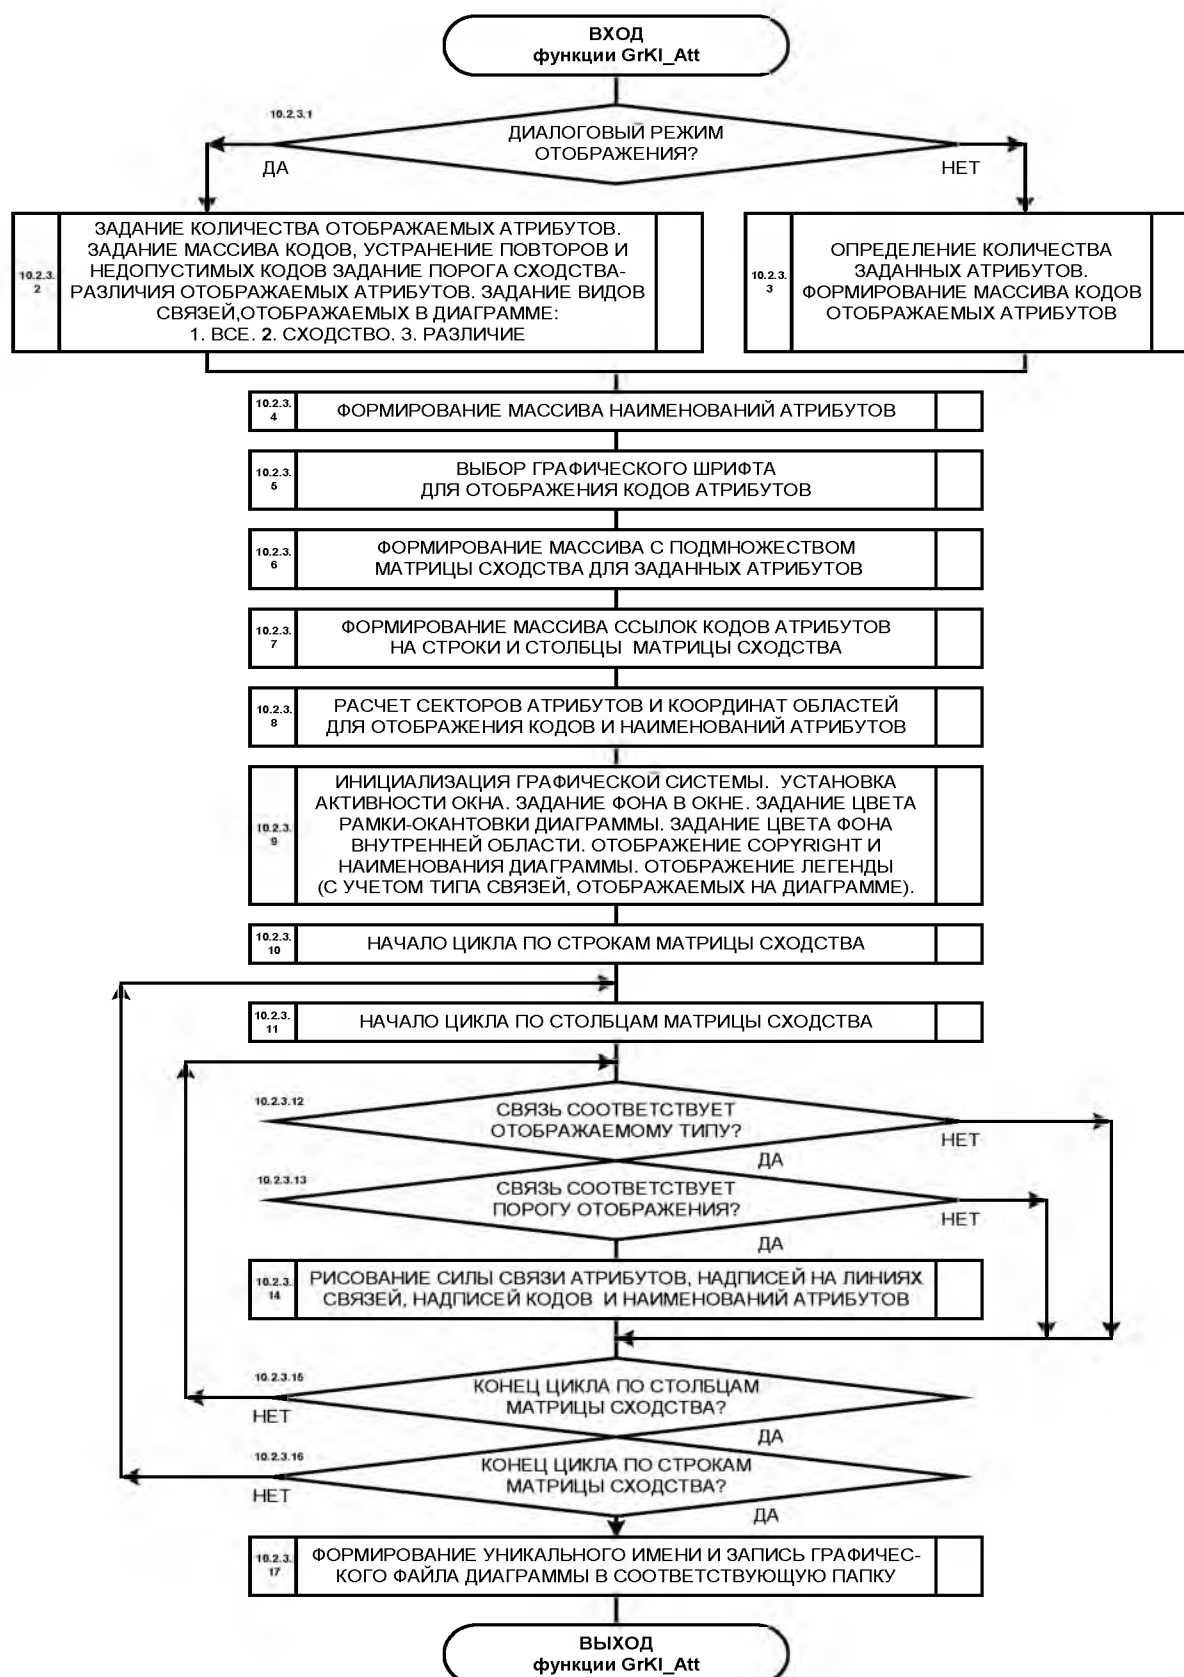 ВХОД
функции GrKl_Att
10.2.3.1
ДИАЛОГОВЫЙ РЕЖИМ
ОТОБРАЖЕНИЯ?
ДА
НЕТ
10.2.3.
2
ЗАДАНИЕ КОЛИЧЕСТВА ОТОБРАЖАЕМЫХ АТРИБУТОВ.
ЗАДАНИЕ МАССИВА КОДОВ, УСТРАНЕНИЕ ПОВТОРОВ И
НЕДОПУСТИМЫХ КОДОВ ЗАДАНИЕ ПОРОГА СХОДСТВА-
РАЗЛИЧИЯ ОТОБРАЖАЕМЫХ АТРИБУТОВ. ЗАДАНИЕ ВИДОВ
СВЯЗЕЙ,ОТОБРАЖАЕМЫХ В ДИАГРАММЕ:
1. ВСЕ. 2. СХОДСТВО. 3. РАЗЛИЧИЕ
10.2.3.
3
ОПРЕДЕЛЕНИЕ КОЛИЧЕСТВА
ЗАДАННЫХ АТРИБУТОВ.
ФОРМИРОВАНИЕ МАССИВА КОДОВ
ОТОБРАЖАЕМЫХ АТРИБУТОВ
10.2.3.
4
ФОРМИРОВАНИЕ МАССИВА НАИМЕНОВАНИЙ АТРИБУТОВ
10.2.3.
5
ВЫБОР ГРАФИЧЕСКОГО ШРИФТА
ДЛЯ ОТОБРАЖЕНИЯ КОДОВ АТРИБУТОВ
10.2.3.
6
ФОРМИРОВАНИЕ МАССИВА С ПОДМНОЖЕСТВОМ
МАТРИЦЫ СХОДСТВА ДЛЯ ЗАДАННЫХ АТРИБУТОВ
10.2.3.
7
ФОРМИРОВАНИЕ МАССИВА ССЫЛОК КОДОВ АТРИБУТОВ
НА СТРОКИ И СТОЛБЦЫ МАТРИЦЫ СХОДСТВА
10.2.3.
8
РАСЧЕТ СЕКТОРОВ АТРИБУТОВ И КООРДИНАТ ОБЛАСТЕЙ
ДЛЯ ОТОБРАЖЕНИЯ КОДОВ И НАИМЕНОВАНИЙ АТРИБУТОВ
10.2.3.
9
ИНИЦИАЛИЗАЦИЯ ГРАФИЧЕСКОЙ СИСТЕМЫ. УСТАНОВКА
АКТИВНОСТИ ОКНА. ЗАДАНИЕ ФОНА В ОКНЕ. ЗАДАНИЕ ЦВЕТА
РАМКИ-ОКАНТОВКИ ДИАГРАММЫ. ЗАДАНИЕ ЦВЕТА ФОНА
ВНУТРЕННЕЙ ОБЛАСТИ. ОТОБРАЖЕНИЕ COPYRIGHT И
НАИМЕНОВАНИЯ ДИАГРАММЫ. ОТОБРАЖЕНИЕ ЛЕГЕНДЫ
(С УЧЕТОМ ТИПА СВЯЗЕЙ, ОТОБРАЖАЕМЫХ НА ДИАГРАММЕ).
10.2.3.
10
НАЧАЛО ЦИКЛА ПО СТРОКАМ МАТРИЦЫ СХОДСТВА
10.2.3.
11
НАЧАЛО ЦИКЛА ПО СТОЛБЦАМ МАТРИЦЫ СХОДСТВА
10.2.3.12
СВЯЗЬ СООТВЕТСТВУЕТ
ОТОБРАЖАЕМОМУ ТИПУ?
НЕТ
ДА
10.2.3.13
СВЯЗЬ СООТВЕТСТВУЕТ
ПОРОГУ ОТОБРАЖЕНИЯ?
НЕТ
ДА
10.2.3.
14
РИСОВАНИЕ СИЛЫ СВЯЗИ АТРИБУТОВ, НАДПИСЕЙ НА ЛИНИЯХ
СВЯЗЕЙ, НАДПИСЕЙ КОДОВ И НАИМЕНОВАНИЙ АТРИБУТОВ
10.2.3.15
КОНЕЦ ЦИКЛА ПО СТОЛБЦАМ
МАТРИЦЫ СХОДСТВА?
НЕТ
ДА
10.2.3.16
КОНЕЦ ЦИКЛА ПО СТРОКАМ
МАТРИЦЫ СХОДСТВА?
НЕТ
ДА
10.2.3.
17
ФОРМИРОВАНИЕ УНИКАЛЬНОГО ИМЕНИ И ЗАПИСЬ ГРАФИЧЕС-
КОГО ФАЙЛА ДИАГРАММЫ В СООТВЕТСТВУЮЩУЮ ПАПКУ
ВЫХОД
функции GrKl_Att